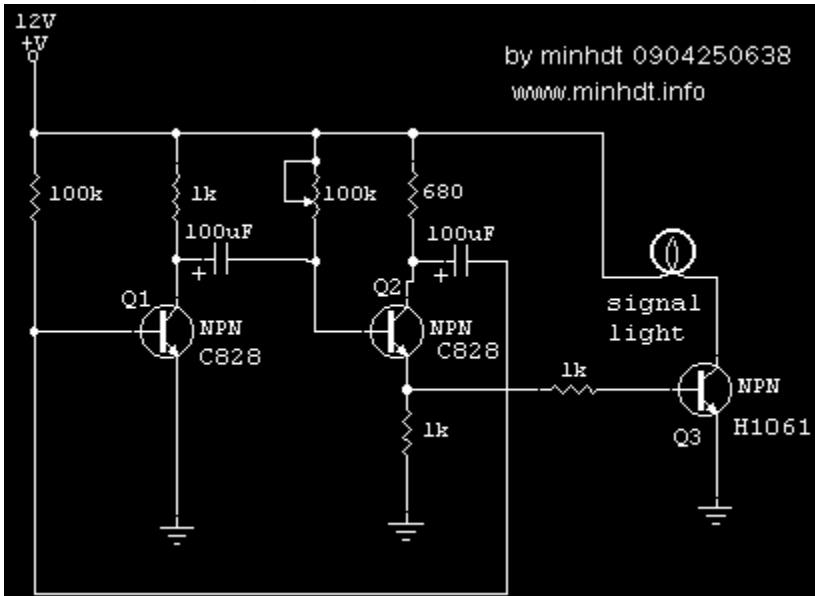 12V
+V
by minhdt 0904250638
www.minhdt.info
100k
1k
100k
680
100uF
+
100uF
+
Q1
NPN
C828
Q2
NPN
C828
signal
light
1k
1k
NPN
H1061
Q3